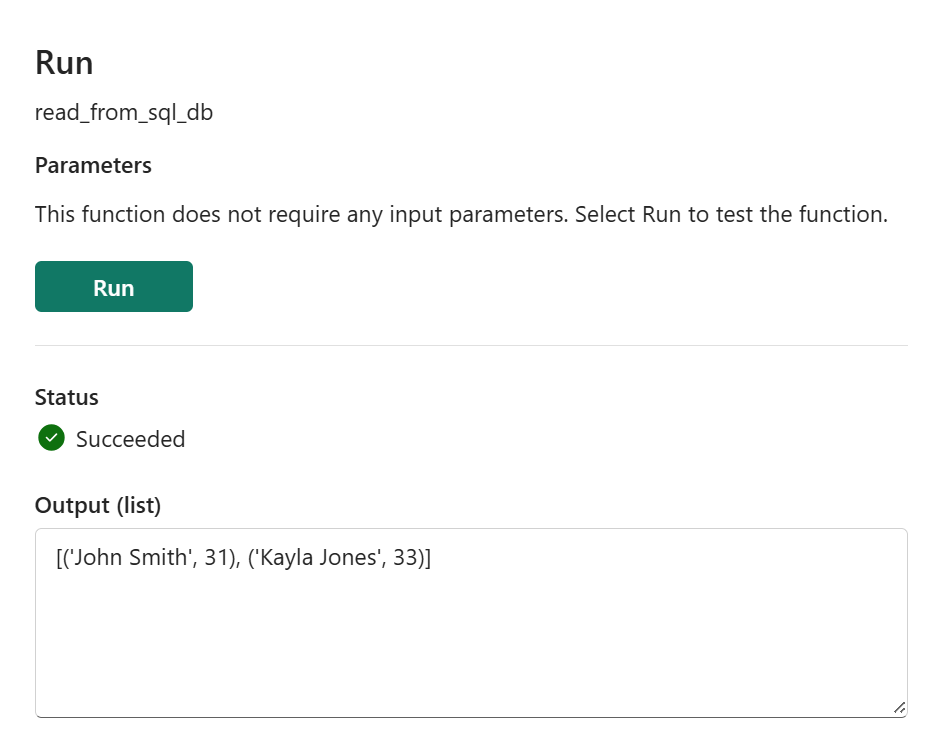 Run
read_from_sql_db
Parameters
This function does not require any input parameters. Select Run to test the function.
Run
Status
Succeeded
Output (list)
[('John Smith', 31), ('Kayla Jones', 33)]